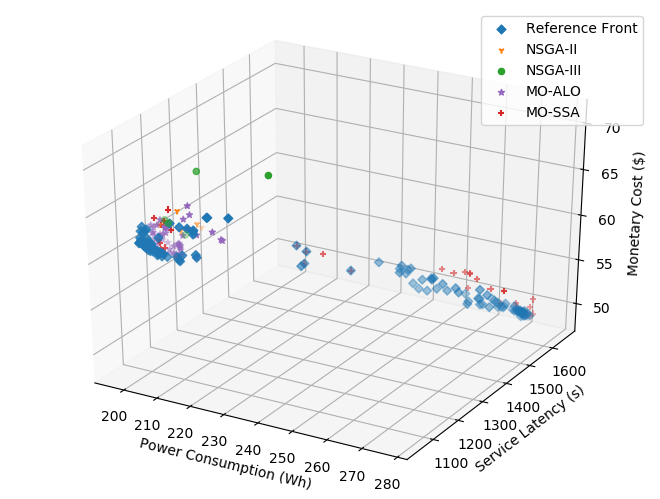 Reference Front
NSGA-II
NSGA-III
MO-ALO
MO-SSA
70
65
60
55
50
Monetary Cost ($)
1600
1500
1400
1300
1200
1100
Service Latency (s)
200
210
220
230
240
250
260
270
280
Power Consumption (Wh)